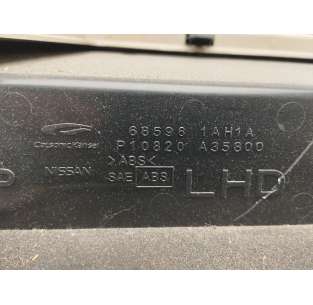 68596 1AH1A
CalsonicKansei P10820 A35800
>ABS<
NISSAN SAE ABS LHD